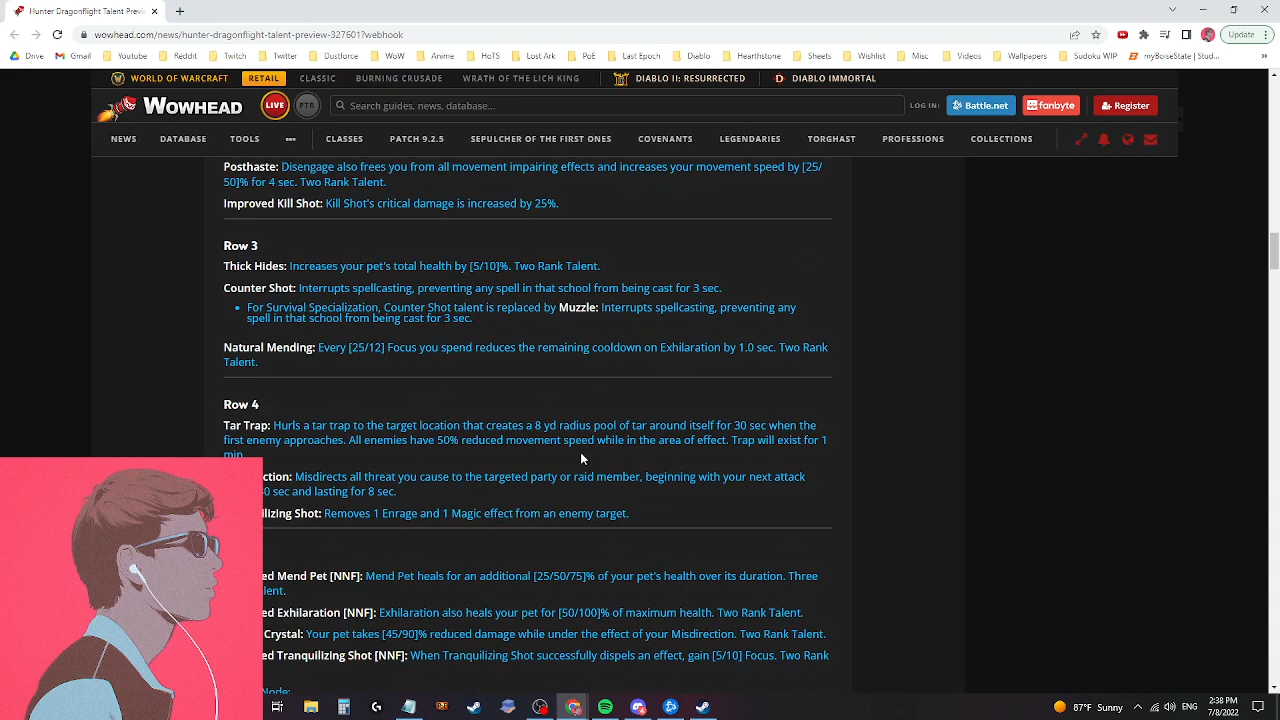 Hunter Dragonflight Talent Previe
wowhead.com/news/hunter-dragonflight-talent-preview-327601?webhook
Update
Drive Gmail Youtube Reddit Twitch Dustforce WoW Anime HoTS Lost Ark PoE Last Epoch Diablo Hearthstone Sheets Wishlist Misc Videos Wallpapers Sudoku WIP myBoiseState | Stud...
WORLD OF WARCRAFT RETAIL CLASSIC BURNING CRUSADE WRATH OF THE LICH KING DIABLO II: RESURRECTED DIABLO IMMORTAL
WOWHEAD LIVE PTR Search guides, news, database... LOG IN: Battle.net fanbyte Register
NEWS DATABASE TOOLS ••• CLASSES PATCH 9.2.5 SEPULCHER OF THE FIRST ONES COVENANTS LEGENDARIES TORGHAST PROFESSIONS COLLECTIONS
Posthaste: Disengage also frees you from all movement impairing effects and increases your movement speed by [25/
50]% for 4 sec. Two Rank Talent.
Improved Kill Shot: Kill Shot's critical damage is increased by 25%.
Row 3
Thick Hides: Increases your pet's total health by [5/10]%. Two Rank Talent.
Counter Shot: Interrupts spellcasting, preventing any spell in that school from being cast for 3 sec.
• For Survival Specialization, Counter Shot talent is replaced by Muzzle: Interrupts spellcasting, preventing any
spell in that school from being cast for 3 sec.
Natural Mending: Every [25/12] Focus you spend reduces the remaining cooldown on Exhilaration by 1.0 sec. Two Rank
Talent.
Row 4
Tar Trap: Hurls a tar trap to the target location that creates a 8 yd radius pool of tar around itself for 30 sec when the
first enemy approaches. All enemies have 50% reduced movement speed while in the area of effect. Trap will exist for 1
min.
ction: Misdirects all threat you cause to the targeted party or raid member, beginning with your next attack
0 sec and lasting for 8 sec.
lizing Shot: Removes 1 Enrage and 1 Magic effect from an enemy target.
ed Mend Pet [NNF]: Mend Pet heals for an additional [25/50/75]% of your pet's health over its duration. Three
lent.
ed Exhilaration [NNF]: Exhilaration also heals your pet for [50/100]% of maximum health. Two Rank Talent.
Crystal: Your pet takes [45/90]% reduced damage while under the effect of your Misdirection. Two Rank Talent.
ed Tranquilizing Shot [NNF]: When Tranquilizing Shot successfully dispels an effect, gain [5/10] Focus. Two Rank
Node:
87°F Sunny ENG 2:38 PM
7/8/2022